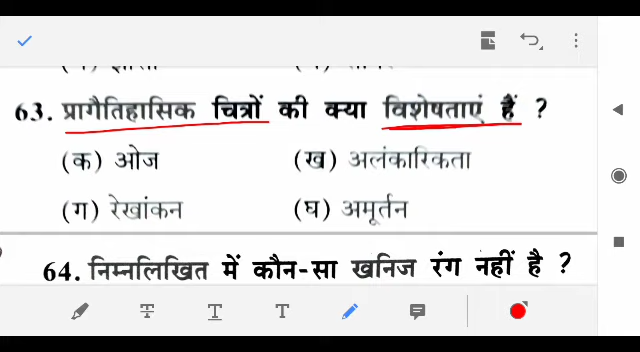 63. प्रागैतिहासिक चित्रों की क्या विशेषताएं हैं ?
(क) ओज (ख) अलंकारिकता
(ग) रेखांकन (घ) अमूर्तन
64. निम्नलिखित में कौन-सा खनिज रंग नहीं है ?